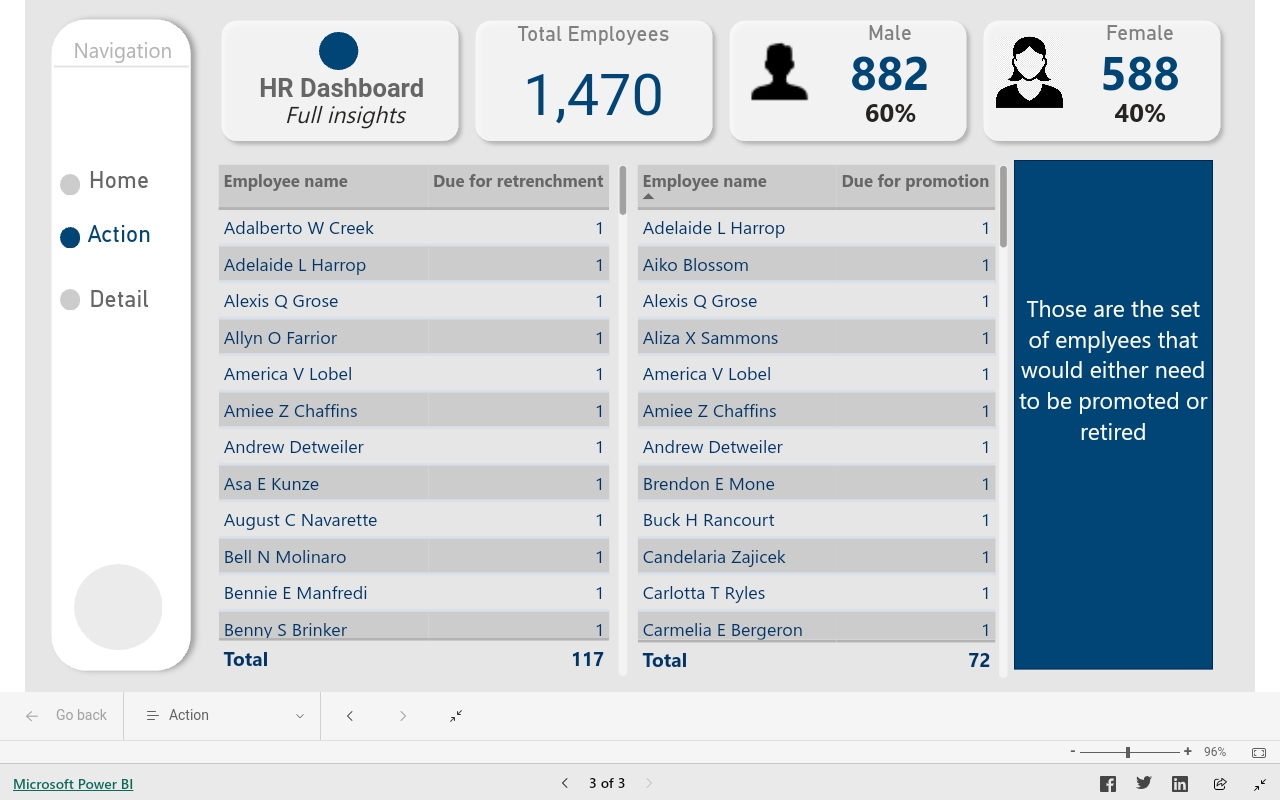 Navigation
Home
Action
Detail
HR Dashboard
Full insights
Total Employees
1,470
Male
882
60%
Female
588
40%
Employee name Due for retrenchment
Adalberto W Creek 1
Adelaide L Harrop 1
Alexis Q Grose 1
Allyn O Farrior 1
America V Lobel 1
Amiee Z Chaffins 1
Andrew Detweiler 1
Asa E Kunze 1
August C Navarette 1
Bell N Molinaro 1
Bennie E Manfredi 1
Benny S Brinker 1
Total 117
Employee name Due for promotion
Adelaide L Harrop 1
Aiko Blossom 1
Alexis Q Grose 1
Aliza X Sammons 1
America V Lobel 1
Amiee Z Chaffins 1
Andrew Detweiler 1
Brendon E Mone 1
Buck H Rancourt 1
Candelaria Zajicek 1
Carlotta T Ryles 1
Carmelia E Bergeron 1
Total 72
Those are the set
of emplyees that
would either need
to be promoted or
retired
Go back
Action
- + 96%
Microsoft Power BI
3 of 3